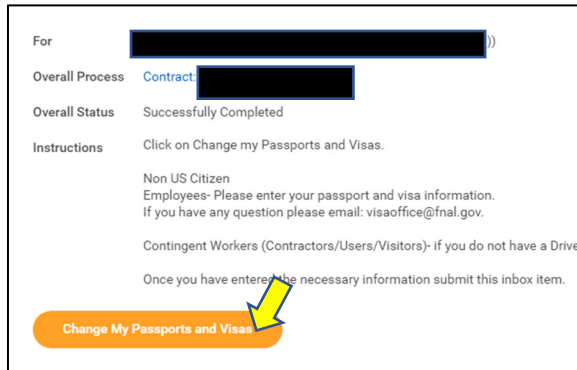 For ))
Overall Process Contract:
Overall Status Successfully Completed
Instructions Click on Change my Passports and Visas.
Non US Citizen
Employees- Please enter your passport and visa information.
If you have any question please email: visaoffice@fnal.gov.
Contingent Workers (Contractors/Users/Visitors)- if you do not have a Drive
Once you have entered the necessary information submit this inbox item.
Change My Passports and Visas